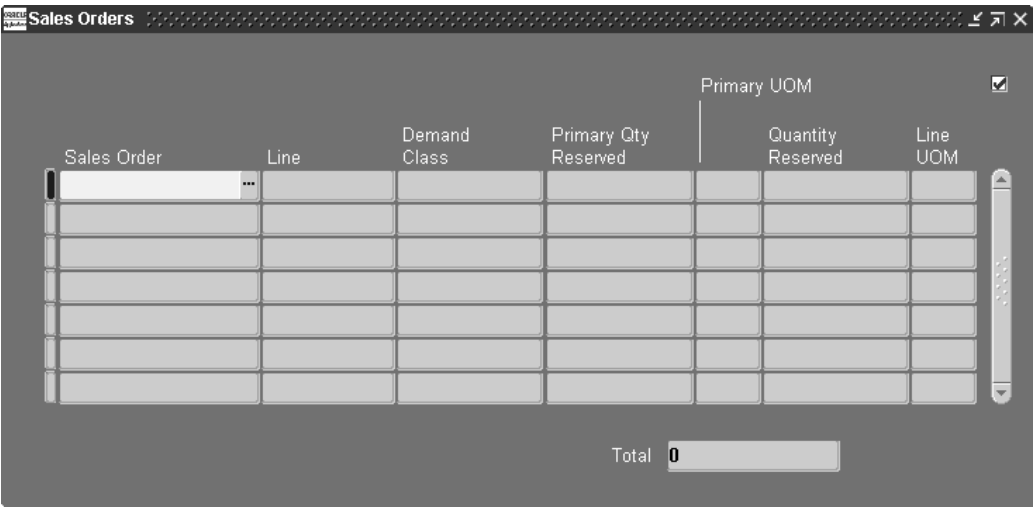 Sales Orders
Primary UOM
Demand Primary Qty Quantity Line
Sales Order Line Class Reserved Reserved UOM
Total 0